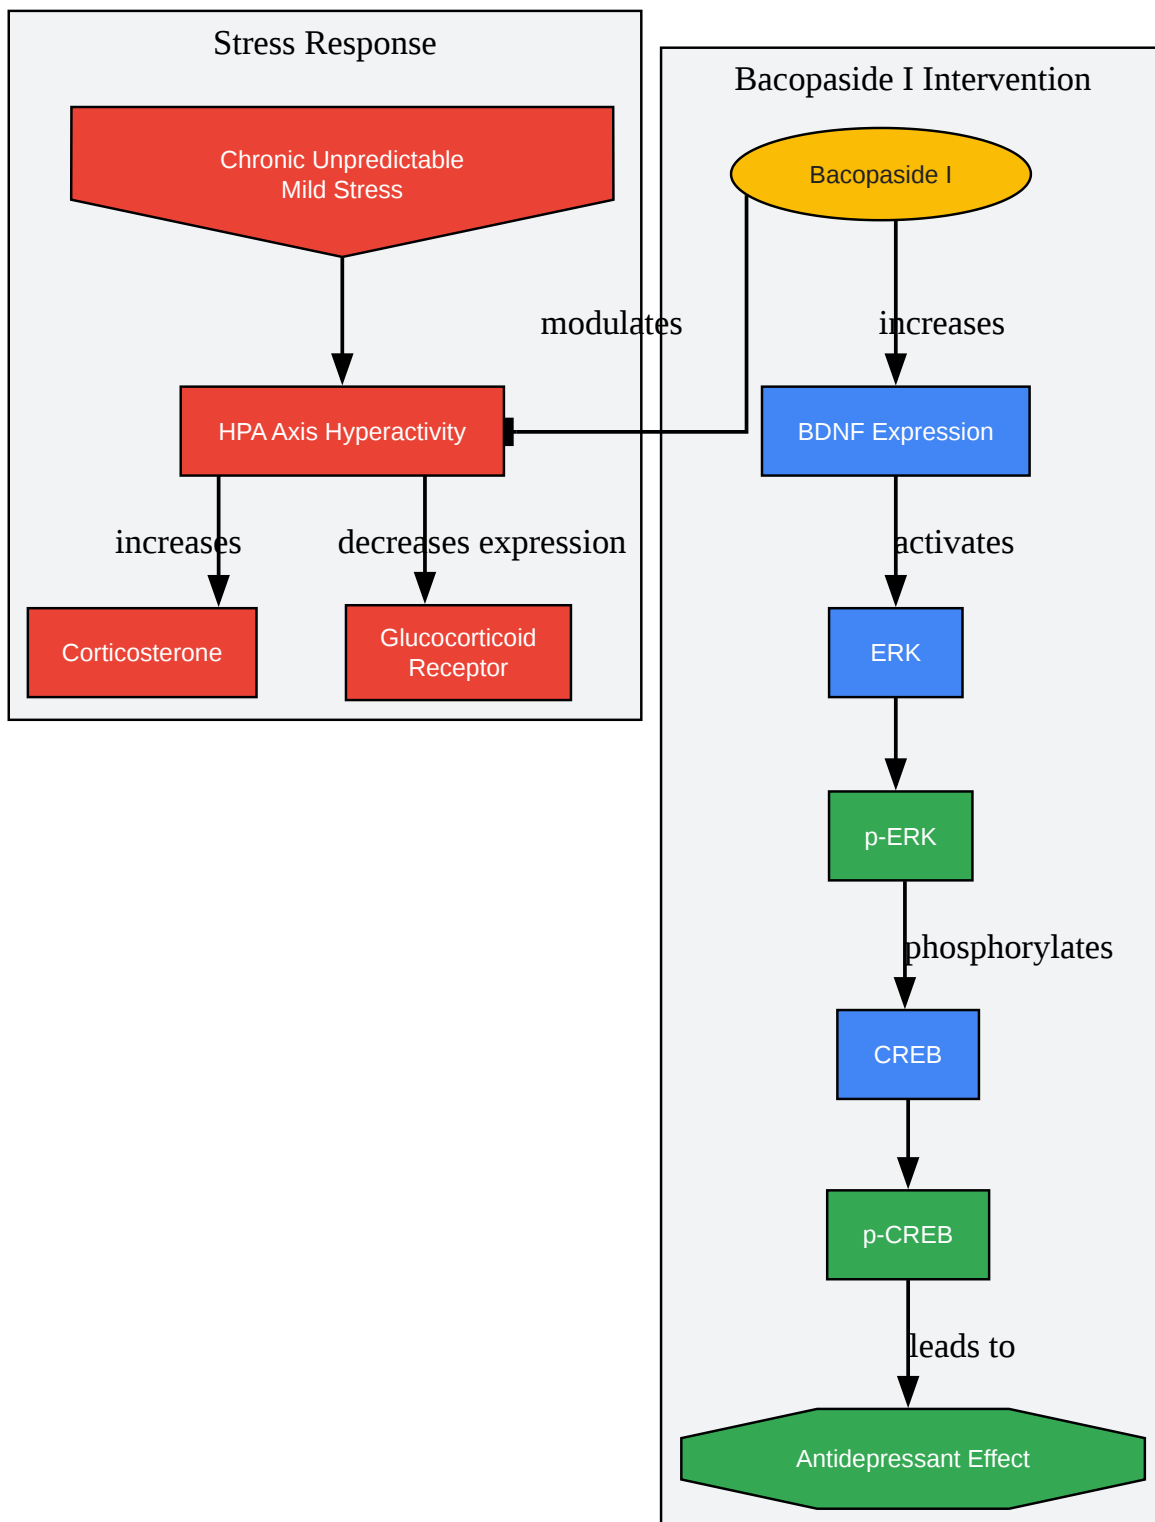 Stress Response
Chronic Unpredictable
Mild Stress
modulates
HPA Axis Hyperactivity
increases
decreases expression
Corticosterone
Glucocorticoid
Receptor
Bacopaside I Intervention
Bacopaside I
increases
BDNF Expression
activates
ERK
p-ERK
phosphorylates
CREB
p-CREB
leads to
Antidepressant Effect